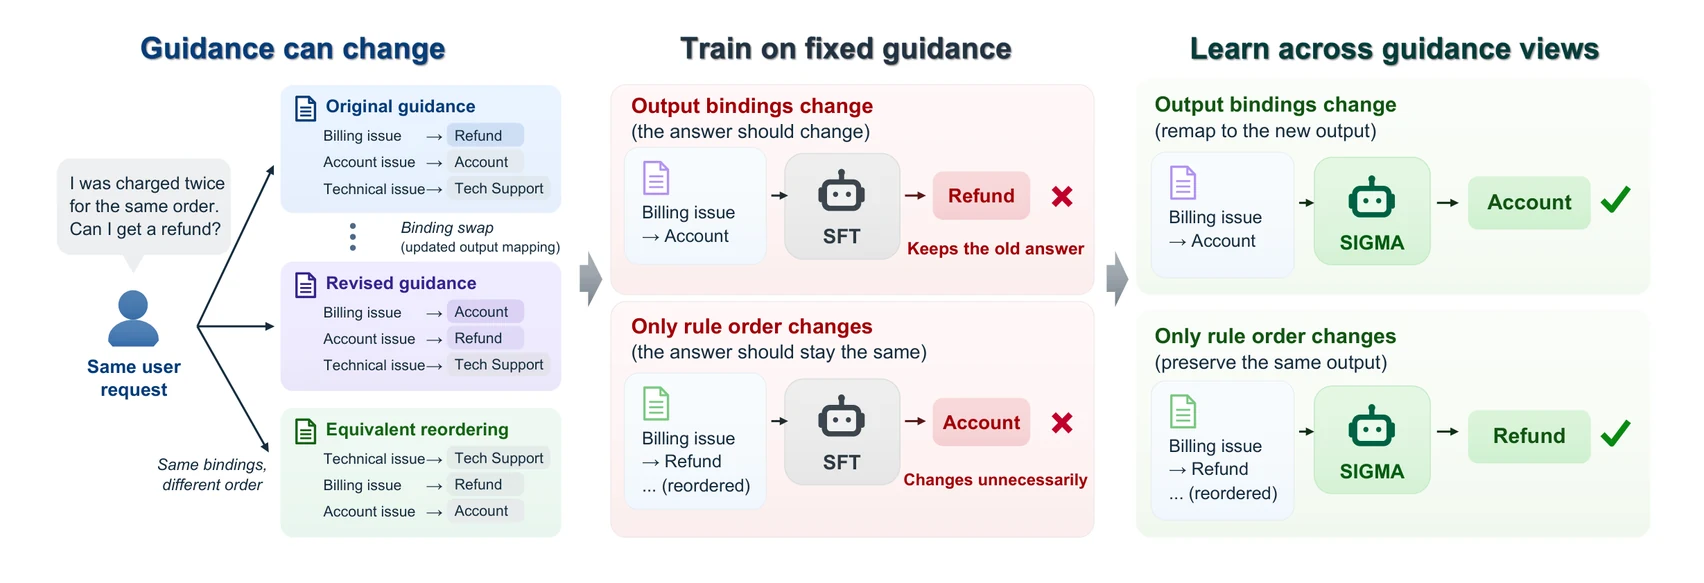 Guidance can change
I was charged twice
for the same order.
Can I get a refund?
Same user
request
Same bindings,
different order
Original guidance
Billing issue → Refund
Account issue → Account
Technical issue → Tech Support
Binding swap
(updated output mapping)
Revised guidance
Billing issue → Account
Account issue → Refund
Technical issue → Tech Support
Equivalent reordering
Technical issue → Tech Support
Billing issue → Refund
Account issue → Account
Train on fixed guidance
Output bindings change
(the answer should change)
Billing issue
→ Account
SFT
Refund
Keeps the old answer
Only rule order changes
(the answer should stay the same)
Billing issue
→ Refund
... (reordered)
SFT
Account
Changes unnecessarily
Learn across guidance views
Output bindings change
(remap to the new output)
Billing issue
→ Account
SIGMA
Account
Only rule order changes
(preserve the same output)
Billing issue
→ Refund
... (reordered)
SIGMA
Refund